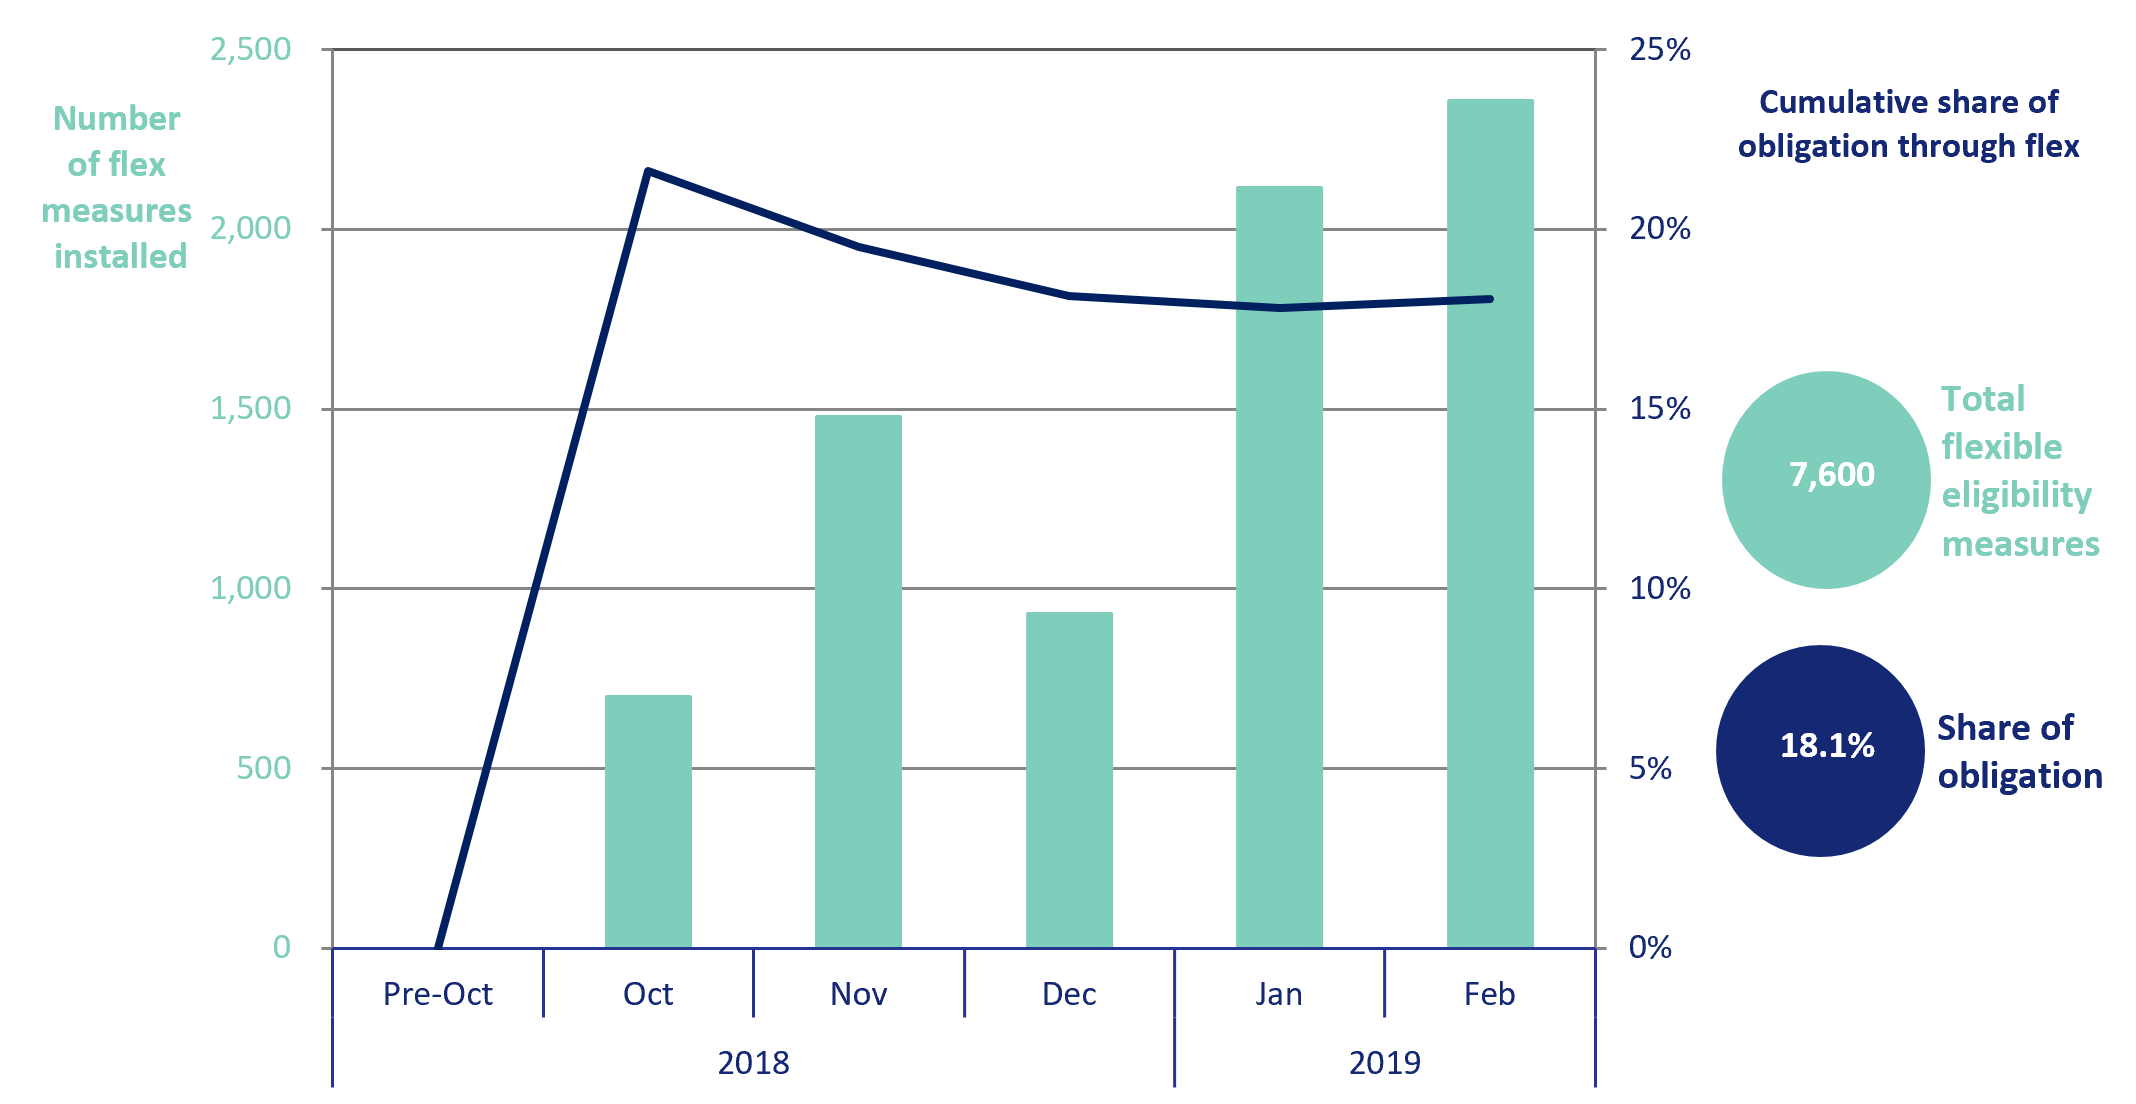 Number
of flex
measures
installed
2,500
2,000
1,500
1,000
500
0
25%
20%
15%
10%
5%
0%
Cumulative share of
obligation through flex
7,600
Total
flexible
eligibility
measures
18.1%
Share of
obligation
Pre-Oct Oct Nov Dec Jan Feb
2018 2019